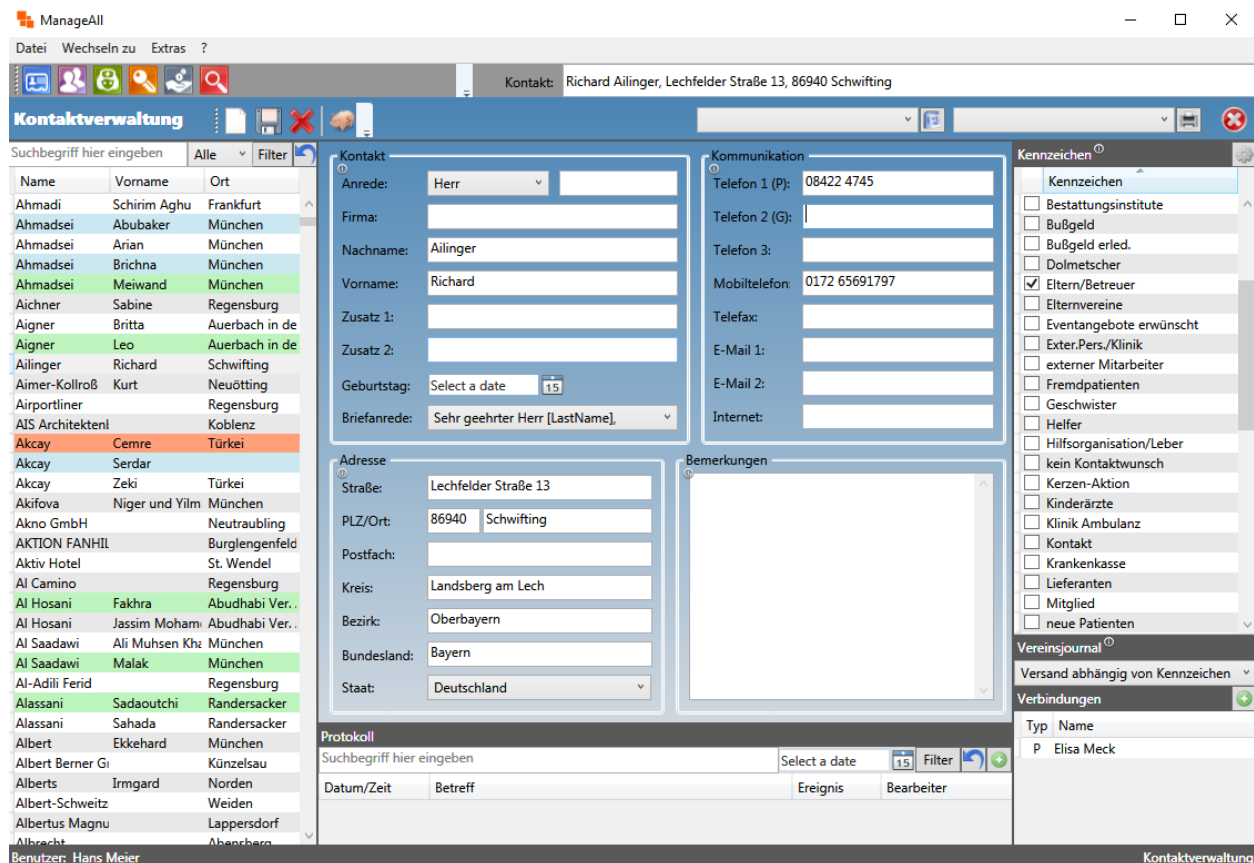 ManageAll
Datei Wechseln zu Extras ?
Kontakt: Richard Ailinger, Lechfelder Straße 13, 86940 Schwifting
Kontaktverwaltung
Suchbegriff hier eingeben Alle Filter
Name Vorname Ort
Ahmadi Schirim Aghu Frankfurt
Ahmadsei Abubaker München
Ahmadsei Arian München
Ahmadsei Brichna München
Ahmadsei Meiwand München
Aichner Sabine Regensburg
Aigner Britta Auerbach in de
Aigner Leo Auerbach in de
Ailinger Richard Schwifting
Aimer-Kollroß Kurt Neuötting
Airportliner Regensburg
AIS Architektenl Koblenz
Akcay Cemre Türkei
Akcay Serdar
Akcay Zeki Türkei
Akifova Niger und Yilm München
Akno GmbH Neutraubling
AKTION FANHIL Burglengenfeld
Aktiv Hotel St. Wendel
Al Camino Regensburg
Al Hosani Fakhra Abudhabi Ver. .
Al Hosani Jassim Moham Abudhabi Ver. .
Al Saadawi Ali Muhsen Kha München
Al Saadawi Malak München
Al-Adili Ferid Regensburg
Alassani Sadaoutchi Randersacker
Alassani Sahada Randersacker
Albert Ekkehard München
Albert Berner G Künzelsau
Alberts Irmgard Norden
Albert-Schweitz Weiden
Albertus Magnu Lappersdorf
Albrecht Abensberg
Kontakt
Anrede: Herr
Firma:
Nachname: Ailinger
Vorname: Richard
Zusatz 1:
Zusatz 2:
Geburtstag: Select a date 15
Briefanrede: Sehr geehrter Herr [LastName],
Kommunikation
Telefon 1 (P): 08422 4745
Telefon 2 (G):
Telefon 3:
Mobiltelefon: 0172 65691797
Telefax:
E-Mail 1:
E-Mail 2:
Internet:
Adresse
Straße: Lechfelder Straße 13
PLZ/Ort: 86940 Schwifting
Postfach:
Kreis: Landsberg am Lech
Bezirk: Oberbayern
Bundesland: Bayern
Staat: Deutschland
Bemerkungen
Protokoll
Suchbegriff hier eingeben Select a date 15 Filter
Datum/Zeit Betreff Ereignis Bearbeiter
Kennzeichen
Kennzeichen
Bestattungsinstitute
Bußgeld
Bußgeld erled.
Dolmetscher
Eltern/Betreuer
Elternvereine
Eventangebote erwünscht
Exter.Pers./Klinik
externer Mitarbeiter
Fremdpatienten
Geschwister
Helfer
Hilfsorganisation/Leber
kein Kontaktwunsch
Kerzen-Aktion
Kinderärzte
Klinik Ambulanz
Kontakt
Krankenkasse
Lieferanten
Mitglied
neue Patienten
Vereinsjournal
Versand abhängig von Kennzeichen
Verbindungen
Typ Name
P Elisa Meck
Benutzer: Hans Meier Kontaktverwaltung